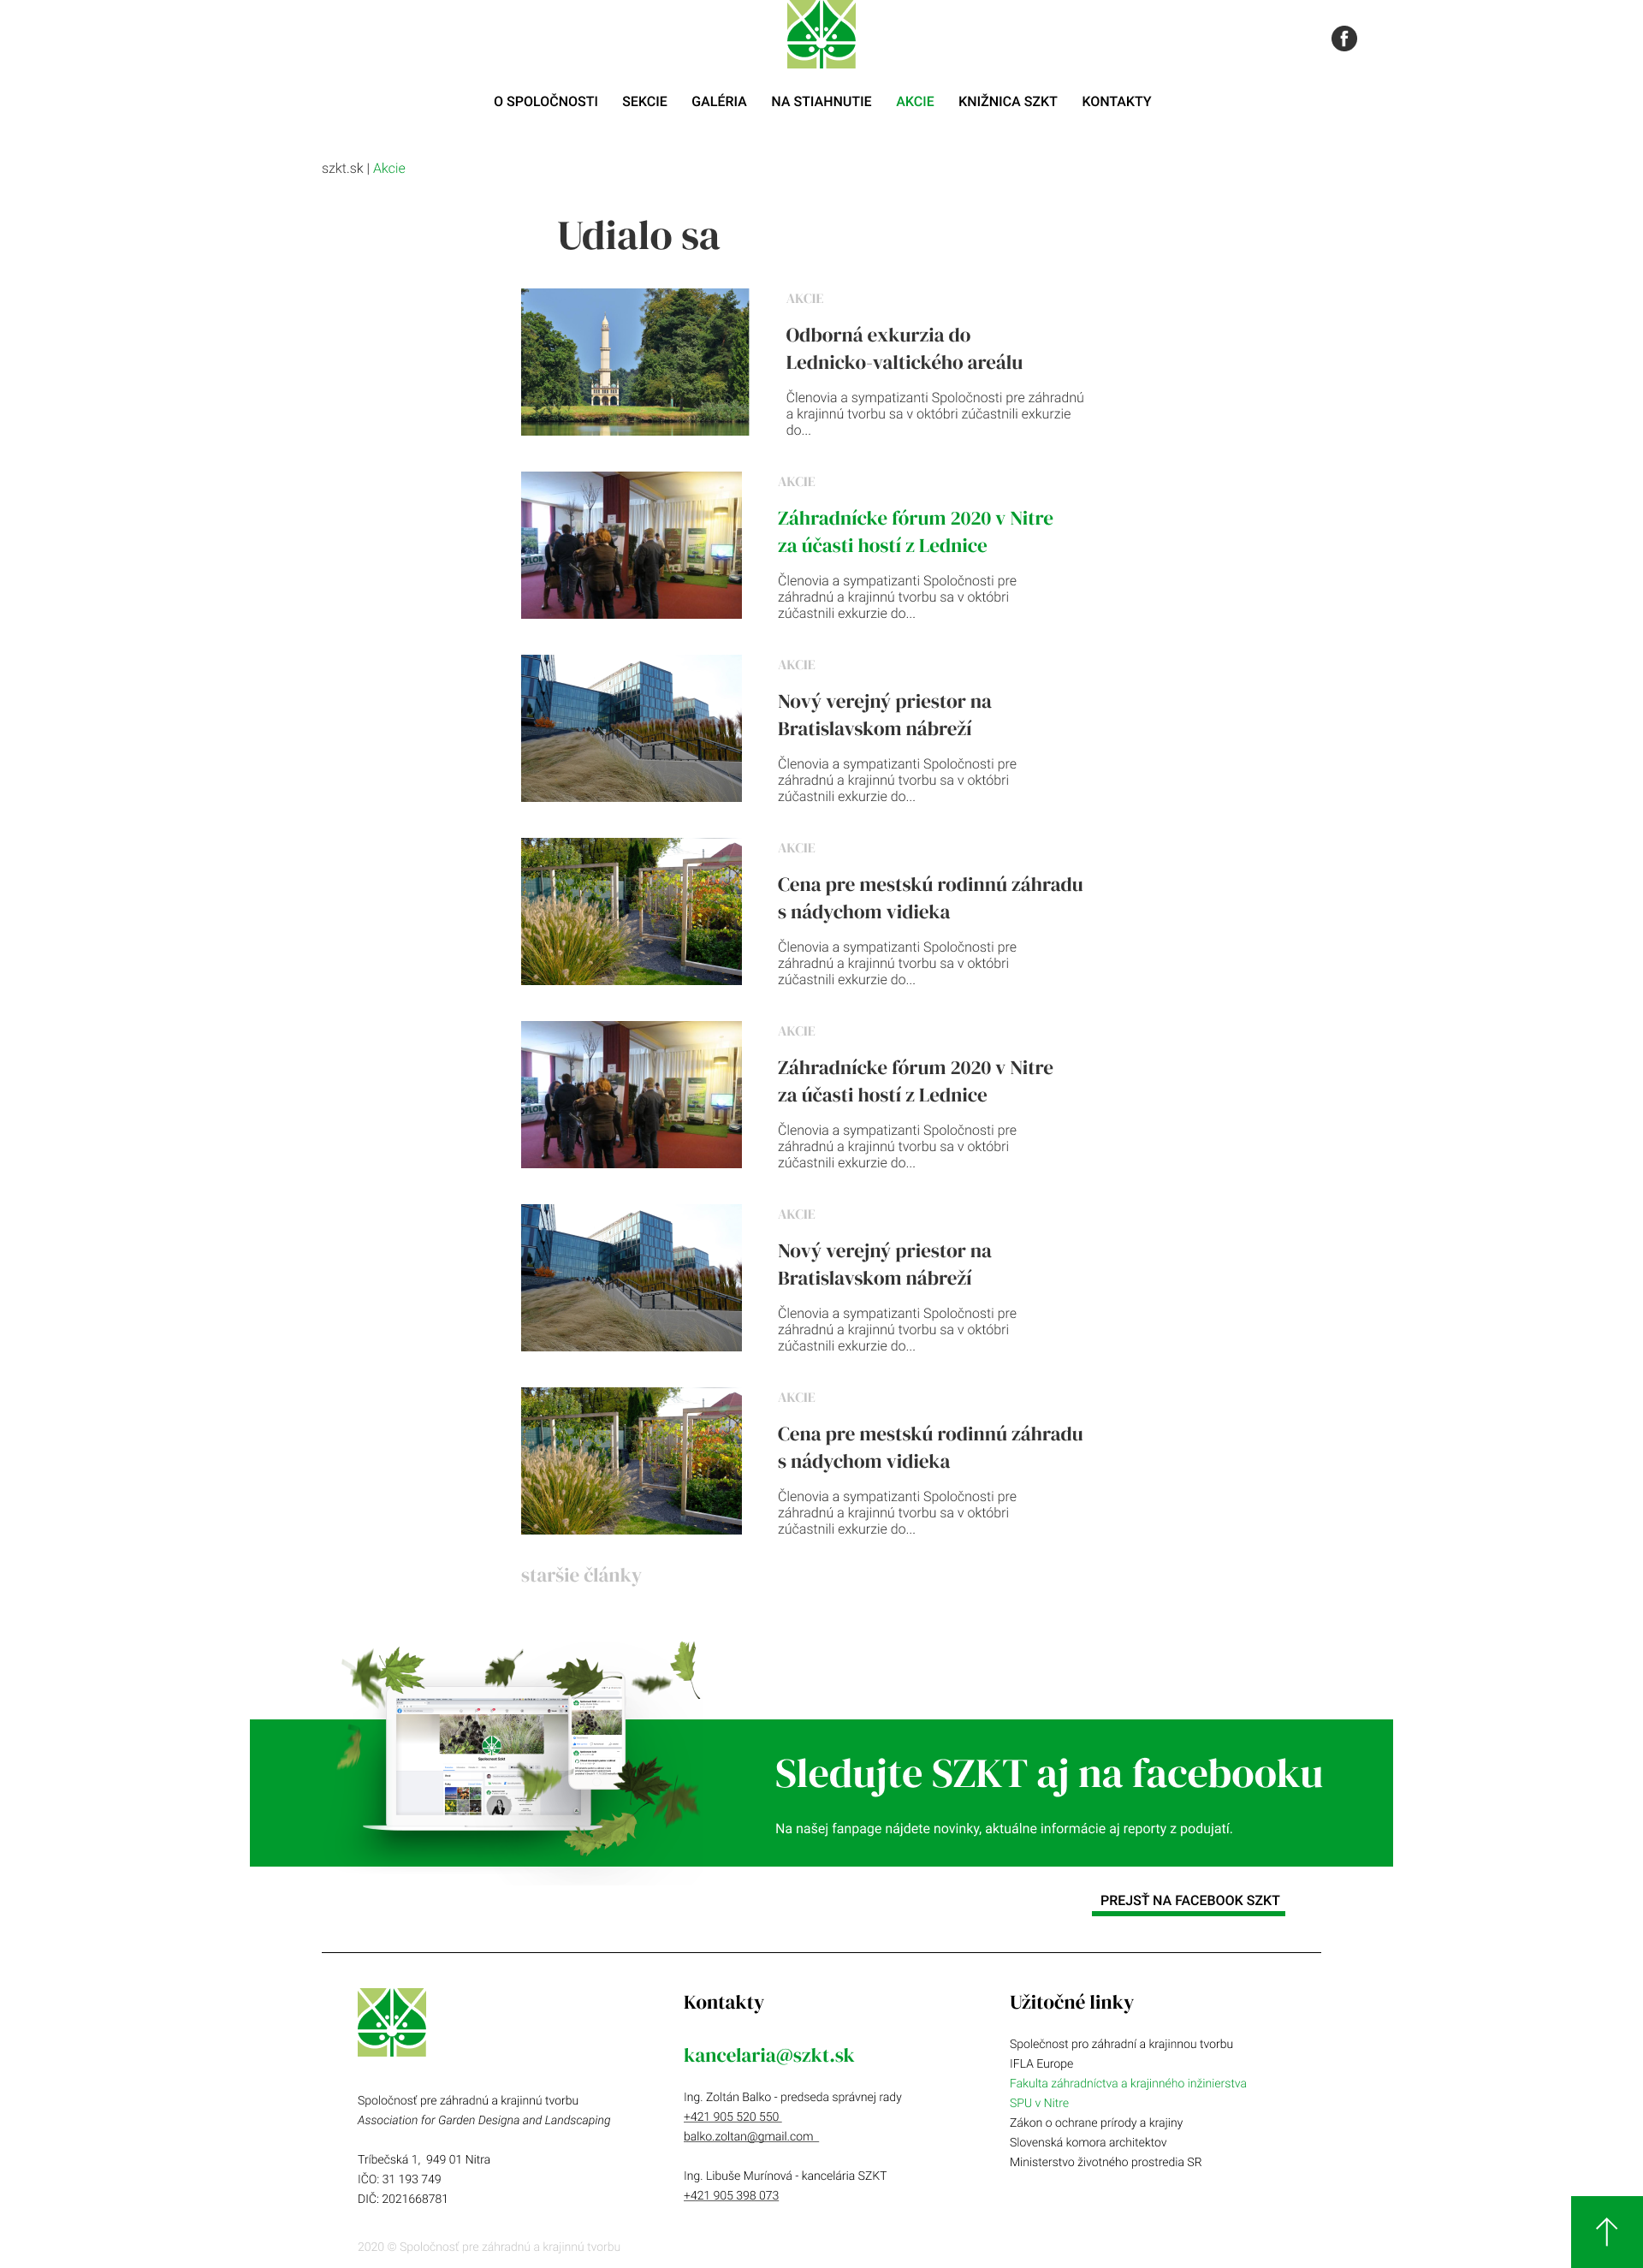 O SPOLOČNOSTI SEKCIE GALÉRIA NA STIAHNUTIE AKCIE KNIŽNICA SZKT KONTAKTY
szkt.sk | Akcie
Udialo sa
AKCIE
Odborná exkurzia do
Lednicko-valtického areálu
Členovia a sympatizanti Spoločnosti pre záhradnú
a krajinnú tvorbu sa v októbri zúčastnili exkurzie
do...
AKCIE
Záhradnícke fórum 2020 v Nitre
za účasti hostí z Lednice
Členovia a sympatizanti Spoločnosti pre
záhradnú a krajinnú tvorbu sa v októbri
zúčastnili exkurzie do...
AKCIE
Nový verejný priestor na
Bratislavskom nábreží
Členovia a sympatizanti Spoločnosti pre
záhradnú a krajinnú tvorbu sa v októbri
zúčastnili exkurzie do...
AKCIE
Cena pre mestskú rodinnú záhradu
s nádychom vidieka
Členovia a sympatizanti Spoločnosti pre
záhradnú a krajinnú tvorbu sa v októbri
zúčastnili exkurzie do...
AKCIE
Záhradnícke fórum 2020 v Nitre
za účasti hostí z Lednice
Členovia a sympatizanti Spoločnosti pre
záhradnú a krajinnú tvorbu sa v októbri
zúčastnili exkurzie do...
AKCIE
Nový verejný priestor na
Bratislavskom nábreží
Členovia a sympatizanti Spoločnosti pre
záhradnú a krajinnú tvorbu sa v októbri
zúčastnili exkurzie do...
AKCIE
Cena pre mestskú rodinnú záhradu
s nádychom vidieka
Členovia a sympatizanti Spoločnosti pre
záhradnú a krajinnú tvorbu sa v októbri
zúčastnili exkurzie do...
staršie články
Sledujte SZKT aj na facebooku
Na našej fanpage nájdete novinky, aktuálne informácie aj reporty z podujatí.
PREJSŤ NA FACEBOOK SZKT
Spoločnosť pre záhradnú a krajinnú tvorbu
Association for Garden Designa and Landscaping
Tríbečská 1, 949 01 Nitra
IČO: 31 193 749
DIČ: 2021668781
2020 © Spoločnosť pre záhradnú a krajinnú tvorbu
Kontakty
kancelaria@szkt.sk
Ing. Zoltán Balko - predseda správnej rady
+421 905 520 550
balko.zoltan@gmail.com
Ing. Libuše Murínová - kancelária SZKT
+421 905 398 073
Užitočné linky
Společnost pro záhradní a krajinnou tvorbu
IFLA Europe
Fakulta záhradníctva a krajinného inžinierstva
SPU v Nitre
Zákon o ochrane prírody a krajiny
Slovenská komora architektov
Ministerstvo životného prostredia SR